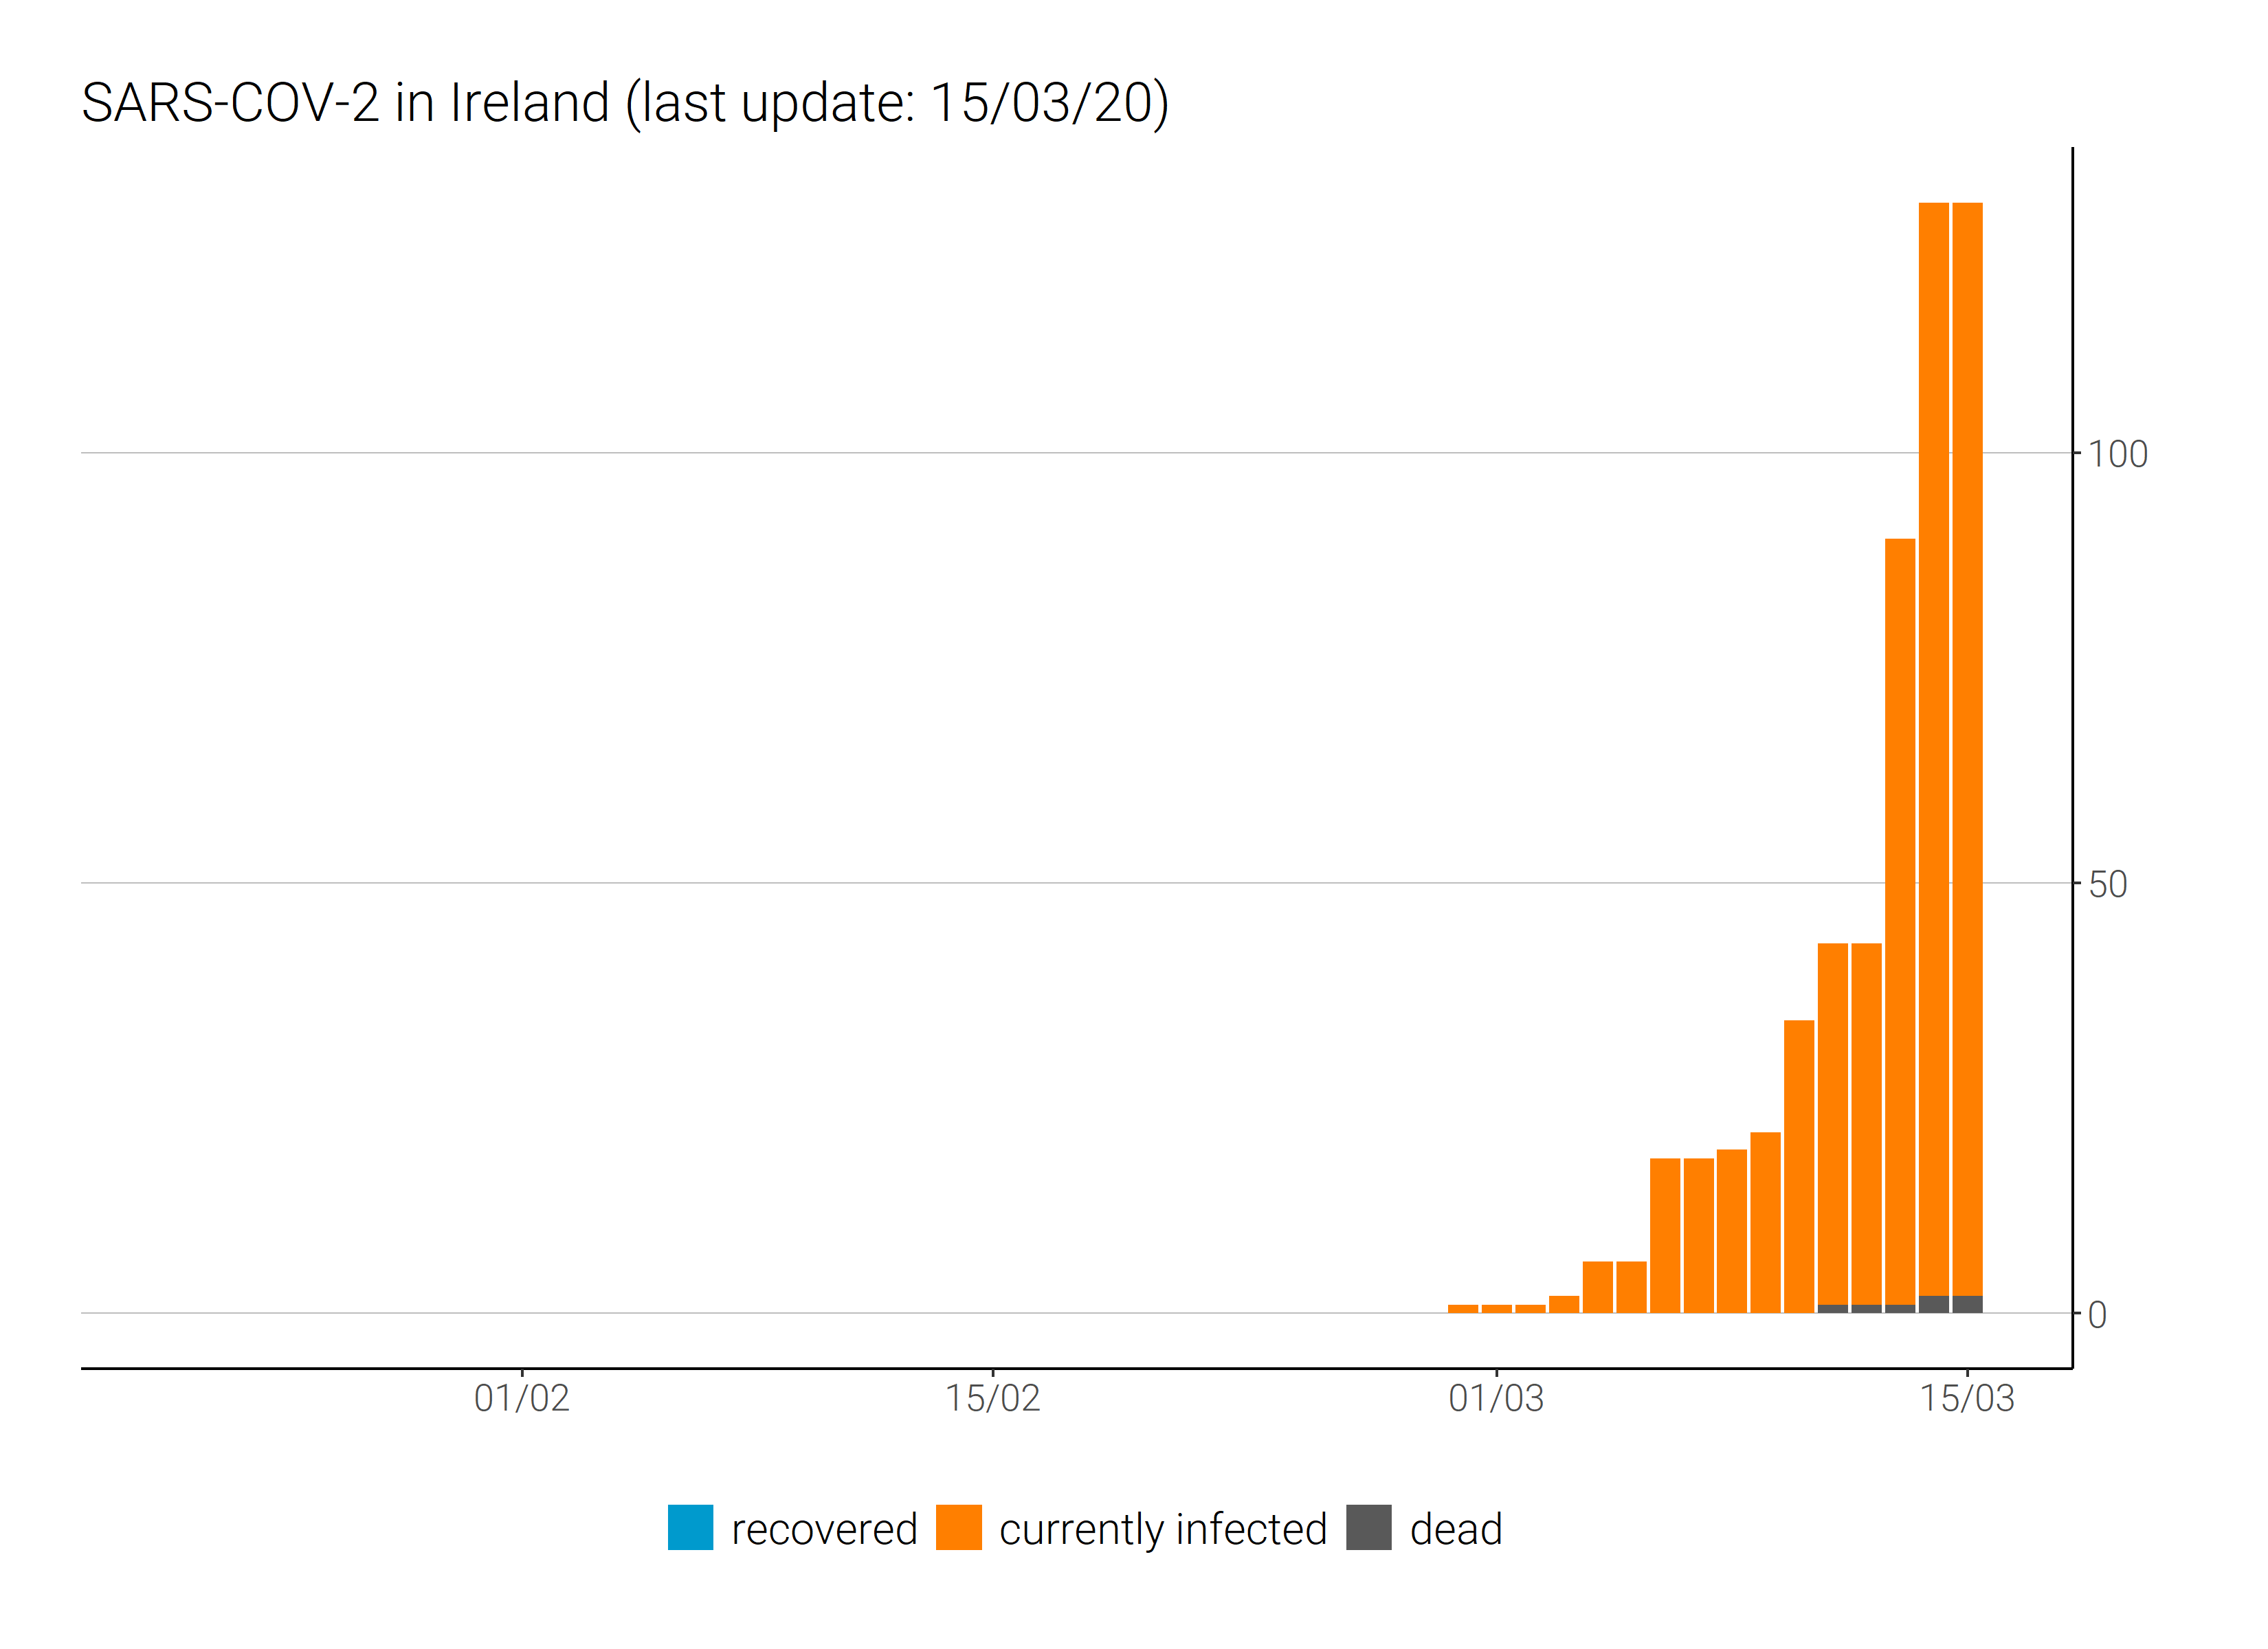 SARS-COV-2 in Ireland (last update: 15/03/20)
100
50
0
01/02 15/02 01/03 15/03
recovered currently infected dead